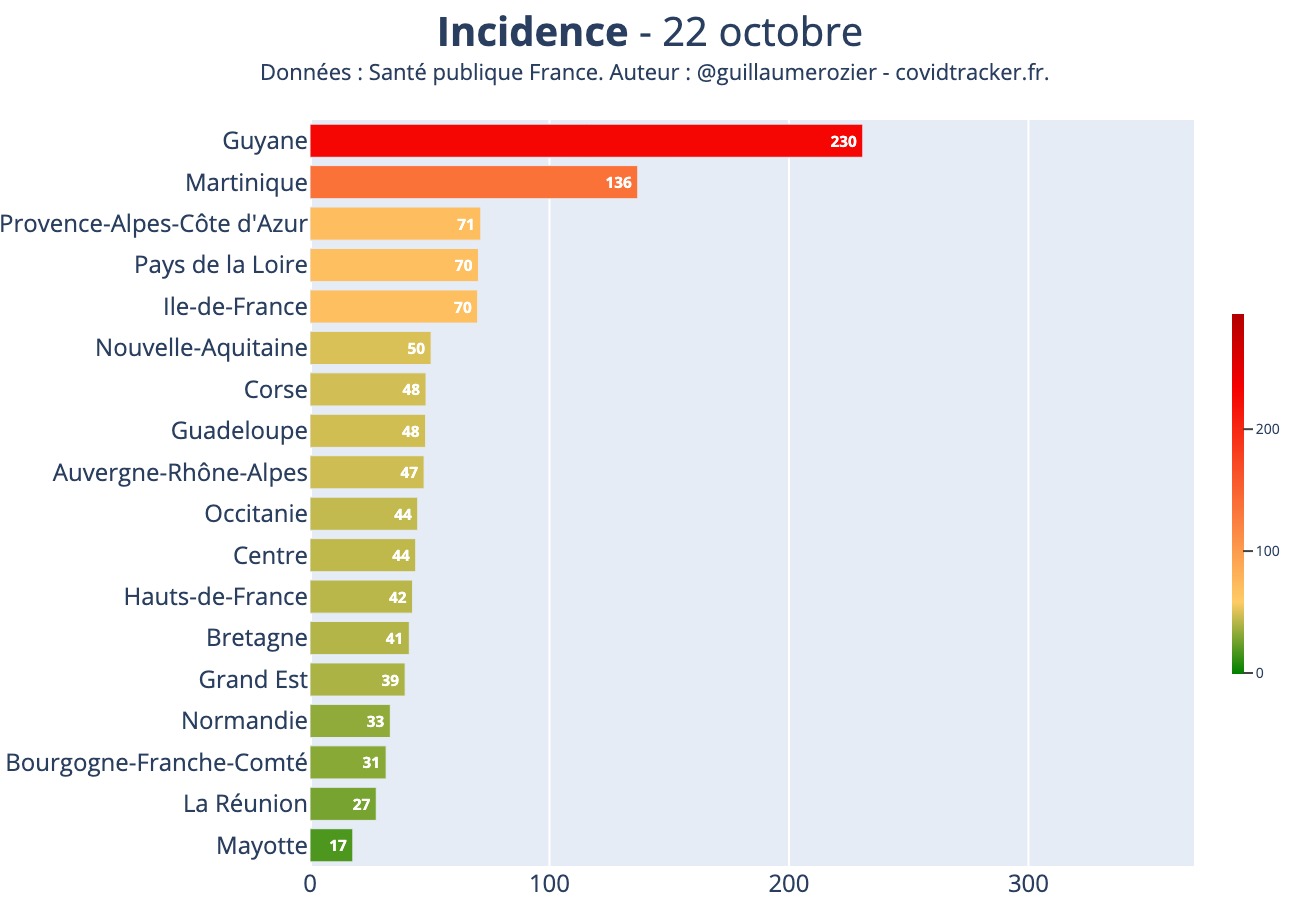 Incidence - 22 octobre
Données : Santé publique France. Auteur : @guillaumerozier - covidtracker.fr.
Guyane 230
Martinique 136
Provence-Alpes-Côte d'Azur 71
Pays de la Loire 70
Ile-de-France 70
Nouvelle-Aquitaine 50
Corse 48
Guadeloupe 48
Auvergne-Rhône-Alpes 47
Occitanie 44
Centre 44
Hauts-de-France 42
Bretagne 41
Grand Est 39
Normandie 33
Bourgogne-Franche-Comté 31
La Réunion 27
Mayotte 17
0 100 200 300
200
100
0